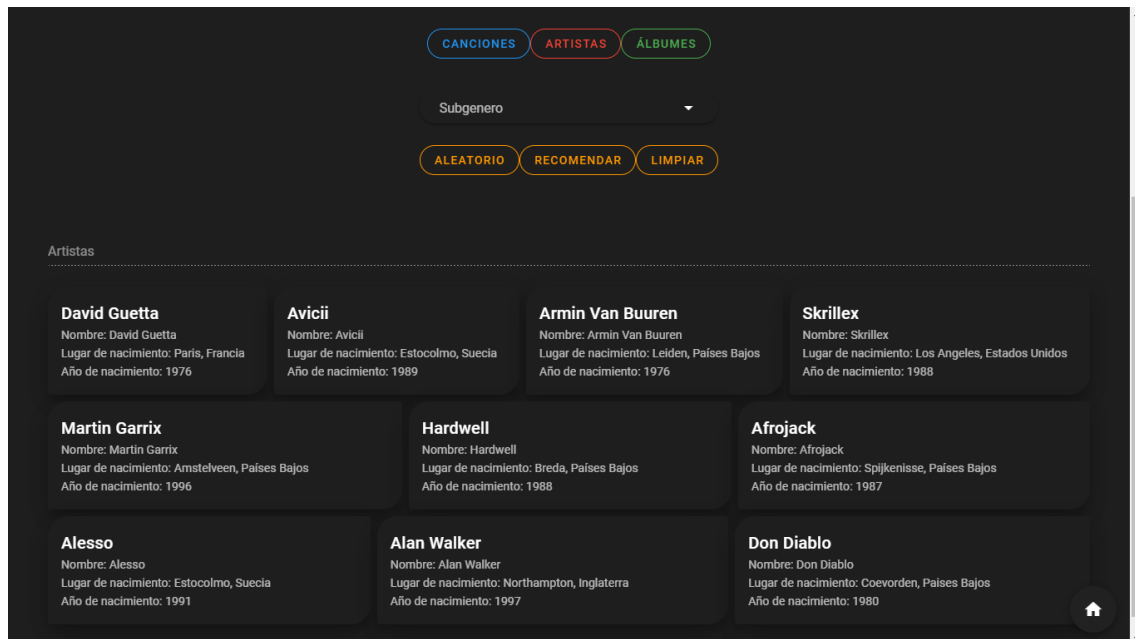 CANCIONES ARTISTAS ÁLBUMES
Subgenero
ALEATORIO RECOMENDAR LIMPIAR
Artistas
David Guetta
Nombre: David Guetta
Lugar de nacimiento: Paris, Francia
Año de nacimiento: 1976
Avicii
Nombre: Avicii
Lugar de nacimiento: Estocolmo, Suecia
Año de nacimiento: 1989
Armin Van Buuren
Nombre: Armin Van Buuren
Lugar de nacimiento: Leiden, Países Bajos
Año de nacimiento: 1976
Skrillex
Nombre: Skrillex
Lugar de nacimiento: Los Angeles, Estados Unidos
Año de nacimiento: 1988
Martin Garrix
Nombre: Martin Garrix
Lugar de nacimiento: Amstelveen, Países Bajos
Año de nacimiento: 1996
Hardwell
Nombre: Hardwell
Lugar de nacimiento: Breda, Países Bajos
Año de nacimiento: 1988
Afrojack
Nombre: Afrojack
Lugar de nacimiento: Spijkenisse, Países Bajos
Año de nacimiento: 1987
Alesso
Nombre: Alesso
Lugar de nacimiento: Estocolmo, Suecia
Año de nacimiento: 1991
Alan Walker
Nombre: Alan Walker
Lugar de nacimiento: Northampton, Inglaterra
Año de nacimiento: 1997
Don Diablo
Nombre: Don Diablo
Lugar de nacimiento: Coevorden, Paises Bajos
Año de nacimiento: 1980